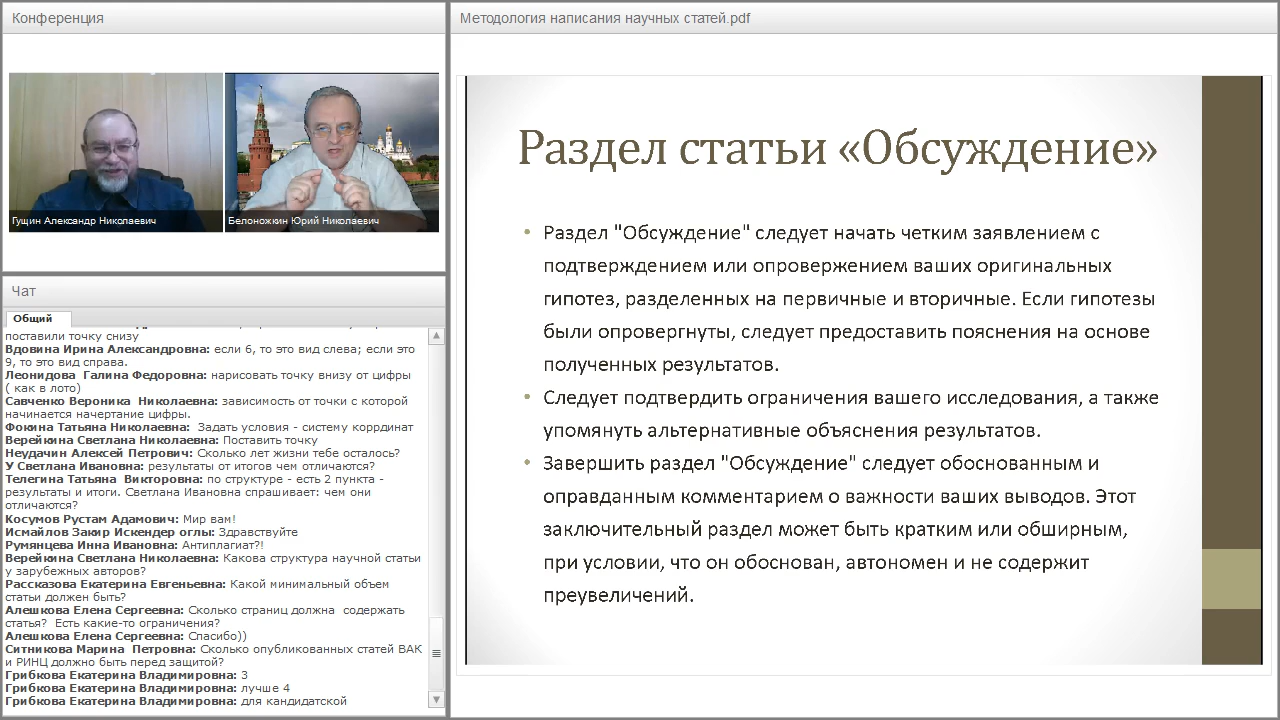 Конференция
Гущин Александр Николаевич
Белоножкин Юрий Николаевич
Чат
Общий
поставили точку снизу
Вдовина Ирина Александровна: если 6, то это вид слева; если это
9, то это вид справа.
Леонидова Галина Федоровна: нарисовать точку внизу от цифры
( как в лото)
Савченко Вероника Николаевна: зависимость от точки с которой
начинается начертание цифры.
Фокина Татьяна Николаевна: Задать условия - систему коррдинат
Верейкина Светлана Николаевна: Поставить точку
Неудачин Алексей Петрович: Сколько лет жизни тебе осталось?
У Светлана Ивановна: результаты от итогов чем отличаются?
Телегина Татьяна Викторовна: по структуре - есть 2 пункта -
результаты и итоги. Светлана Ивановна спрашивает: чем они
отличаются?
Косумов Рустам Адамович: Мир вам!
Исмайлов Закир Искендер оглы: Здравствуйте
Румянцева Инна Ивановна: Антиплагиат?!
Верейкина Светлана Николаевна: Какова структура научной статьи
у зарубежных авторов?
Рассказова Екатерина Евгеньевна: Какой минимальный объем
статьи должен быть?
Алешкова Елена Сергеевна: Сколько страниц должна содержать
статья? Есть какие-то ограничения?
Алешкова Елена Сергеевна: Спасибо))
Ситникова Марина Петровна: Сколько опубликованных статей ВАК
и РИНЦ должно быть перед защитой?
Грибкова Екатерина Владимировна: 3
Грибкова Екатерина Владимировна: лучше 4
Грибкова Екатерина Владимировна: для кандидатской
Методология написания научных статей.pdf
Раздел статьи «Обсуждение»
• Раздел "Обсуждение" следует начать четким заявлением с
подтверждением или опровержением ваших оригинальных
гипотез, разделенных на первичные и вторичные. Если гипотезы
были опровергнуты, следует предоставить пояснения на основе
полученных результатов.
• Следует подтвердить ограничения вашего исследования, а также
упомянуть альтернативные объяснения результатов.
• Завершить раздел "Обсуждение" следует обоснованным и
оправданным комментарием о важности ваших выводов. Этот
заключительный раздел может быть кратким или обширным,
при условии, что он обоснован, автономен и не содержит
преувеличений.